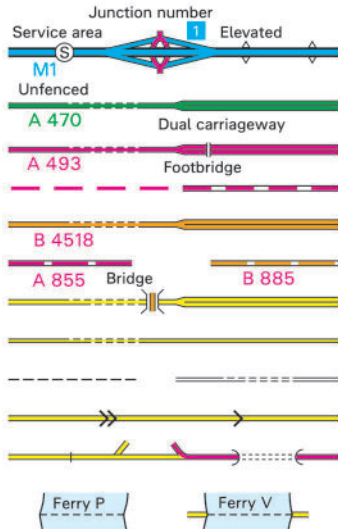 Junction number
Service area 1 Elevated
S
M1
Unfenced
A 470
Dual carriageway
A 493 Footbridge
B 4518
A 855 Bridge B 885
Ferry P Ferry V